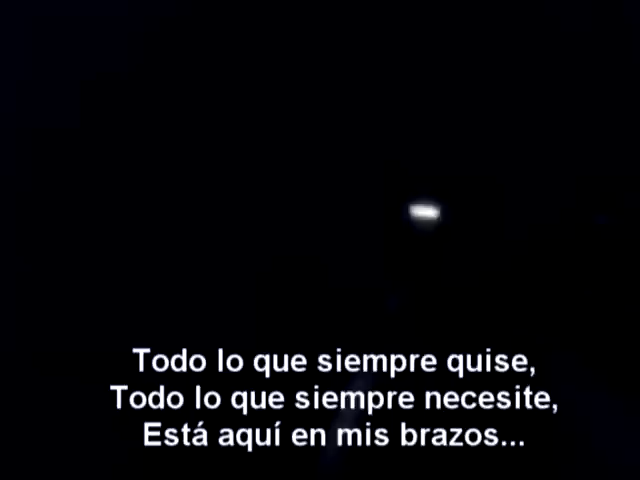 Todo lo que siempre quise,
Todo lo que siempre necesite,
Está aquí en mis brazos...